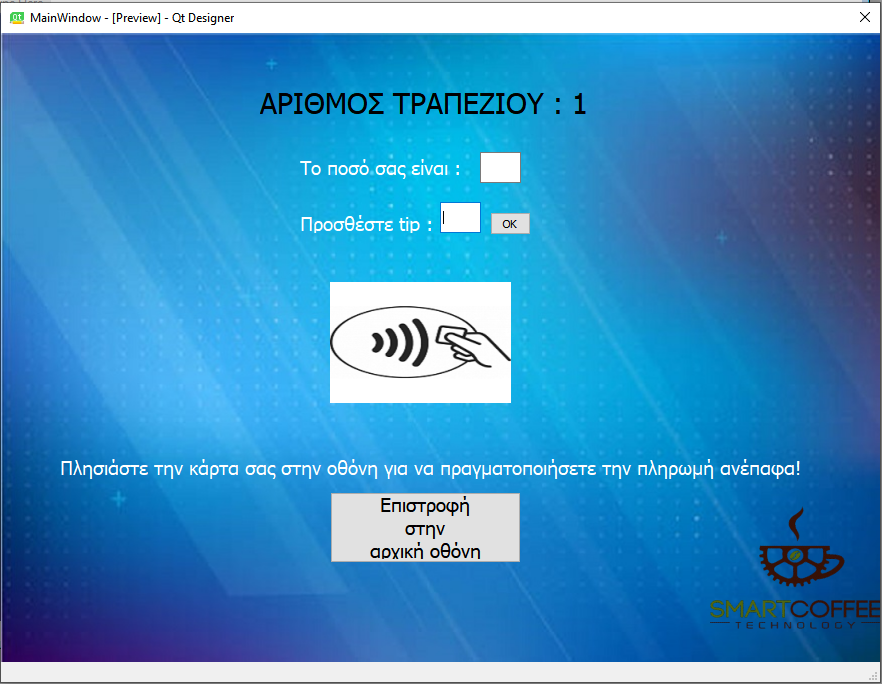 MainWindow - [Preview] - Qt Designer
ΑΡΙΘΜΟΣ ΤΡΑΠΕΖΙΟΥ : 1
Το ποσό σας είναι :
Προσθέστε tip :
OK
Πλησιάστε την κάρτα σας στην οθόνη για να πραγματοποιήσετε την πληρωμή ανέπαφα!
Επιστροφή
στην
αρχική οθόνη
SMARTCOFFEE
TECHNOLOGY